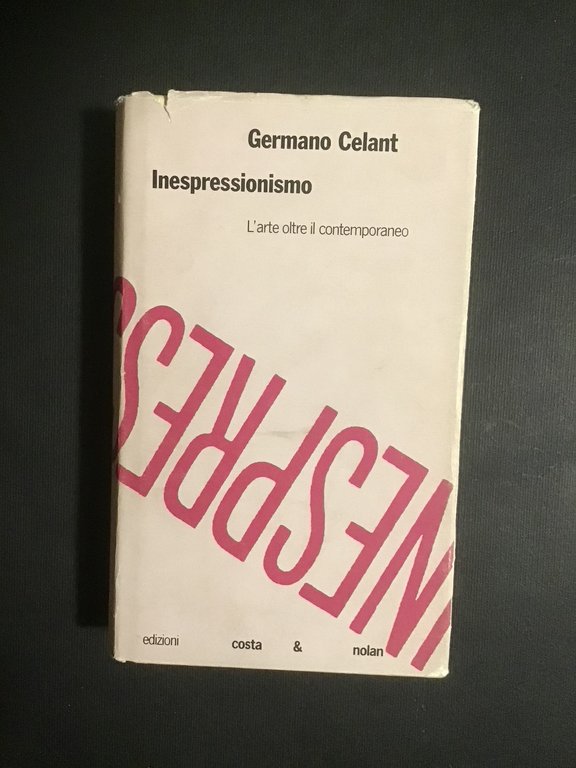 Germano Celant
Inespressionismo
L'arte oltre il contemporaneo
INESPRES
edizioni costa & nolan